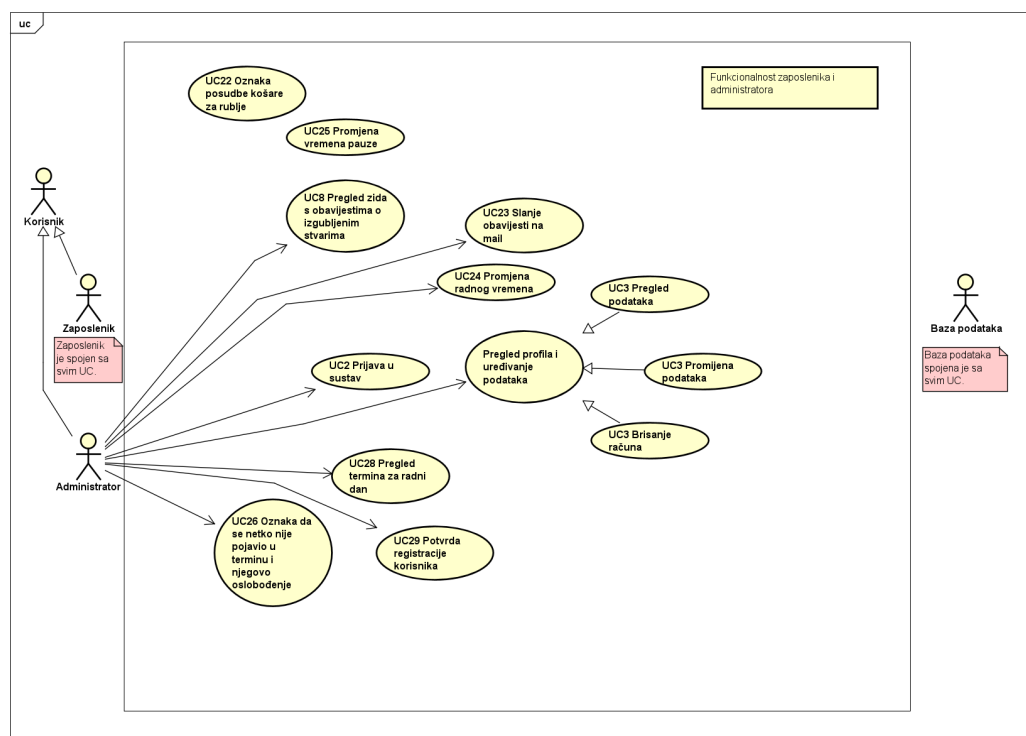 uc
UC22 Oznaka
posudbe košare
za rublje
Funkcionalnost zaposlenika i
administratora
UC25 Promjena
vremena pauze
UC8 Pregled zida
s obavijestima o
izgubljenim
stvarima
Korisnik
UC23 Slanje
obavijesti na
mail
UC24 Promjena
radnog vremena
UC3 Pregled
podataka
Zaposlenik
Zaposlenik
je spojen sa
svim UC.
Baza podataka
Baza podataka
spojena je sa
svim UC.
Pregled profila i
uređivanje
podataka
UC2 Prijava u
sustav
UC3 Promijena
podataka
UC3 Brisanje
računa
Administrator
UC28 Pregled
termina za radni
dan
UC26 Oznaka da
se netko nije
pojavio u
terminu i
njegovo
oslobođenje
UC29 Potvrda
registracije
korisnika